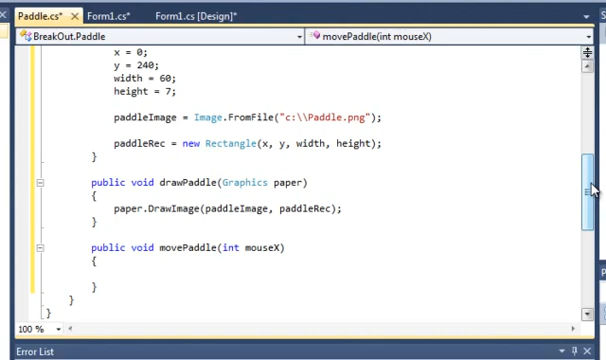 Paddle.cs* Form1.cs* Form1.cs [Design]*
BreakOut.Paddle movePaddle(int mouseX)
x = 0;
y = 240;
width = 60;
height = 7;
paddleImage = Image.FromFile("c:\\Paddle.png");
paddleRec = new Rectangle(x, y, width, height);
}
public void drawPaddle(Graphics paper)
{
paper.DrawImage(paddleImage, paddleRec);
}
public void movePaddle(int mouseX)
{
}
}
}
100 %
Error List